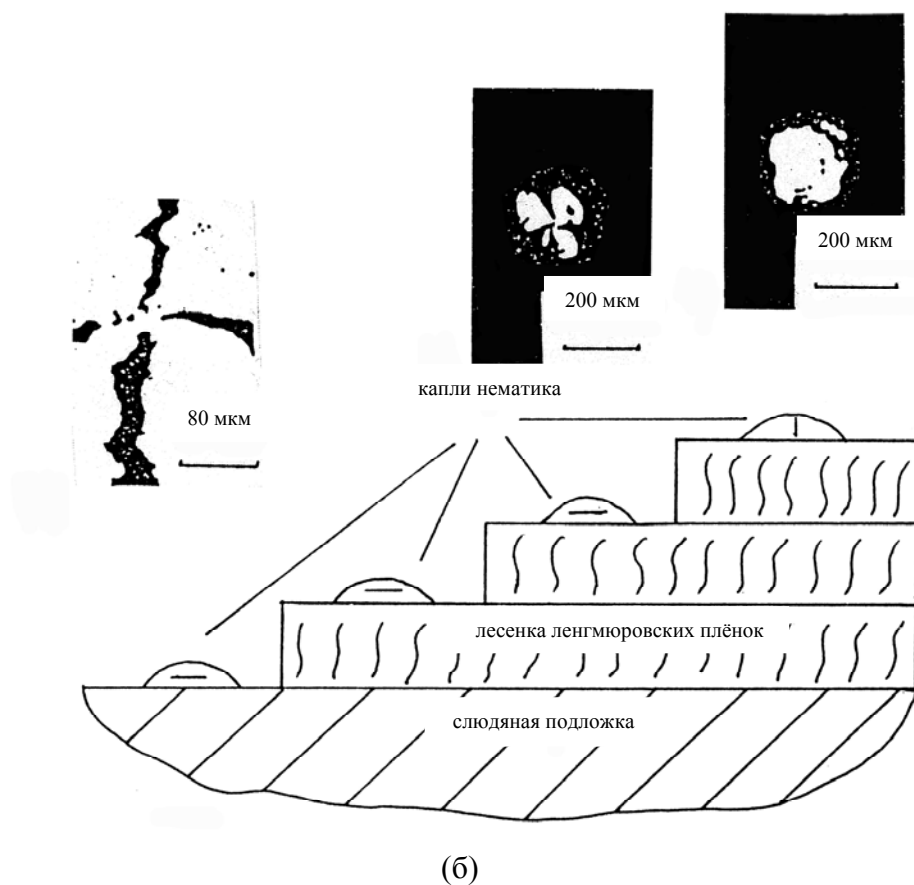 200 мкм
200 мкм
80 мкм
капли нематика
лесенка ленгмюровских плёнок
слюдяная подложка
(б)